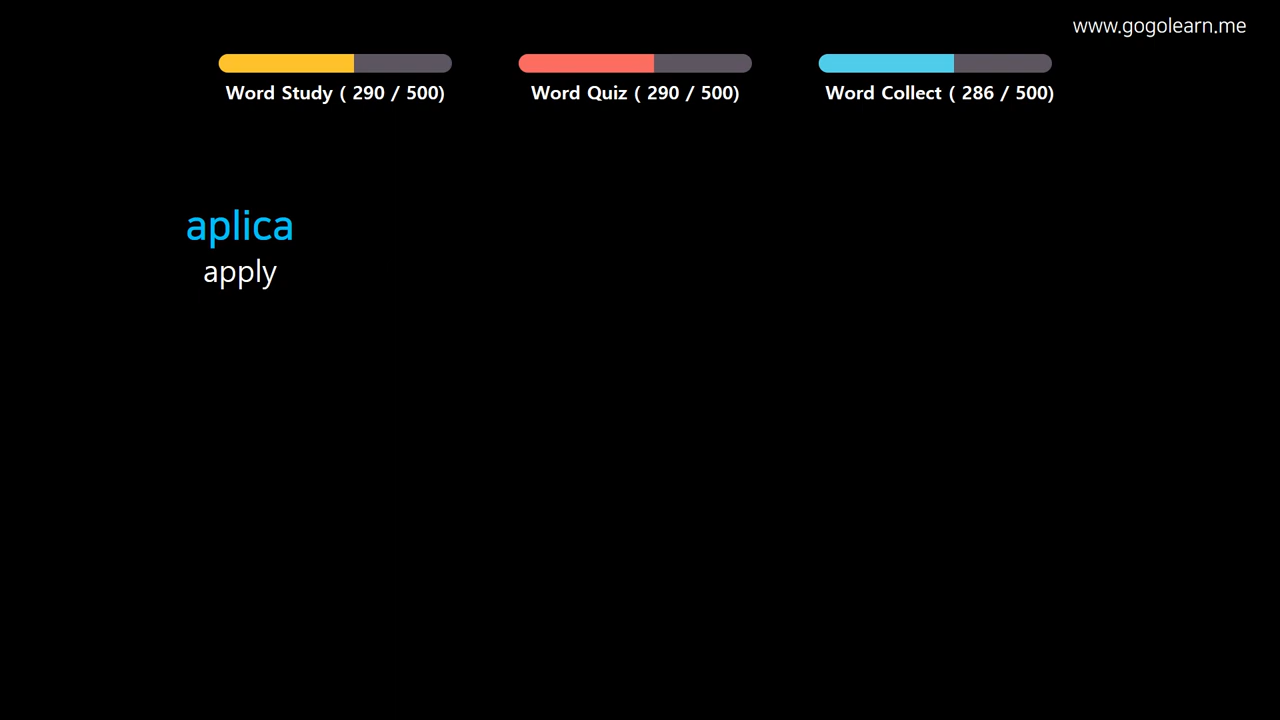 www.gogolearn.me
Word Study ( 290 / 500)
Word Quiz ( 290 / 500)
Word Collect ( 286 / 500)
aplica
apply